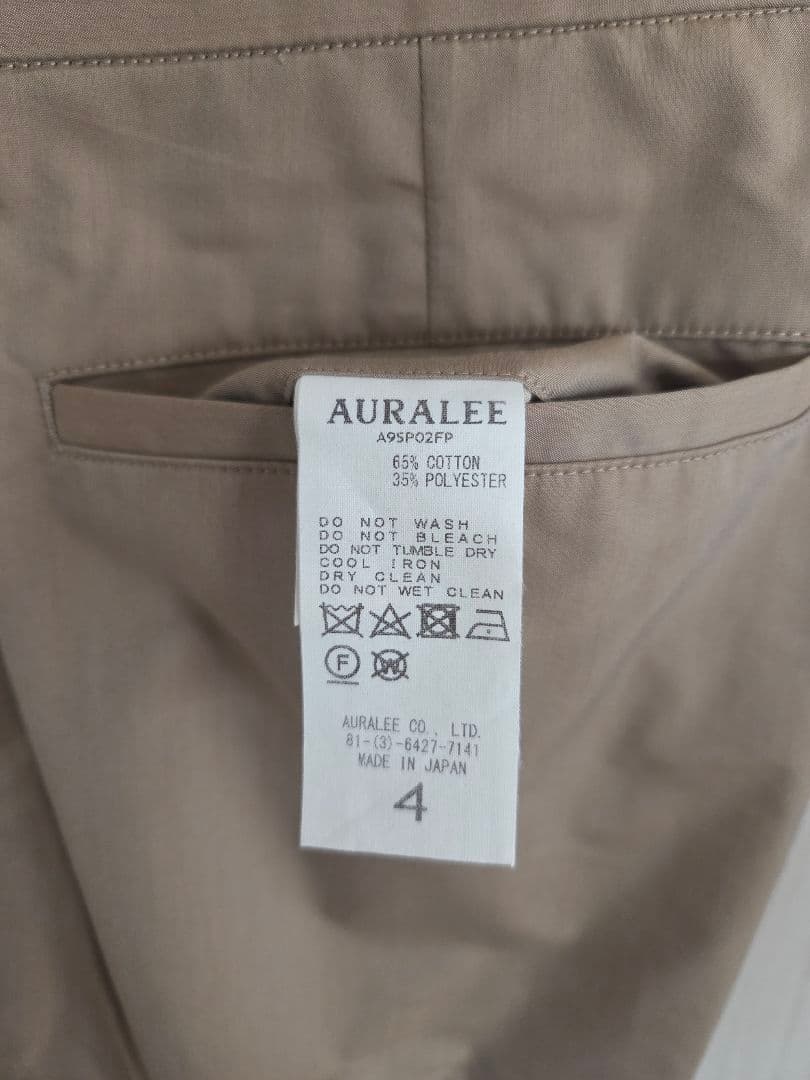 AURALEE
A9SP02FP
65% COTTON
35% POLYESTER
DO NOT WASH
DO NOT BLEACH
DO NOT TUMBLE DRY
COOL IRON
DRY CLEAN
DO NOT WET CLEAN
F W
AURALEE CO., LTD.
81-(3)-6427-7141
MADE IN JAPAN
4